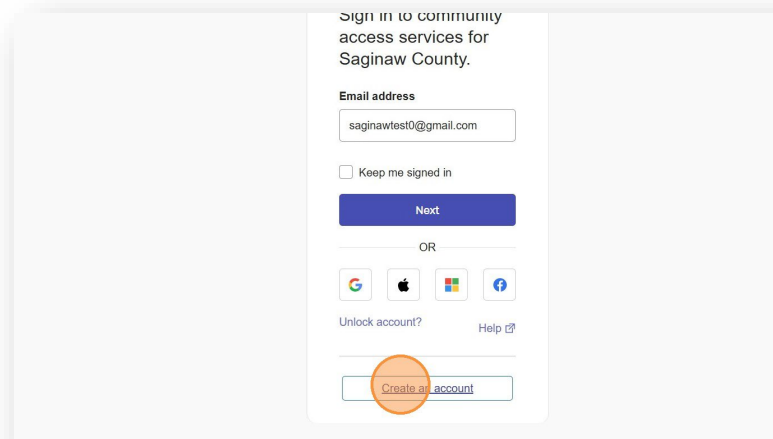 Sign in to community
access services for
Saginaw County.
Email address
saginawtest0@gmail.com
Keep me signed in
Next
OR
Unlock account?
Help
Create an account